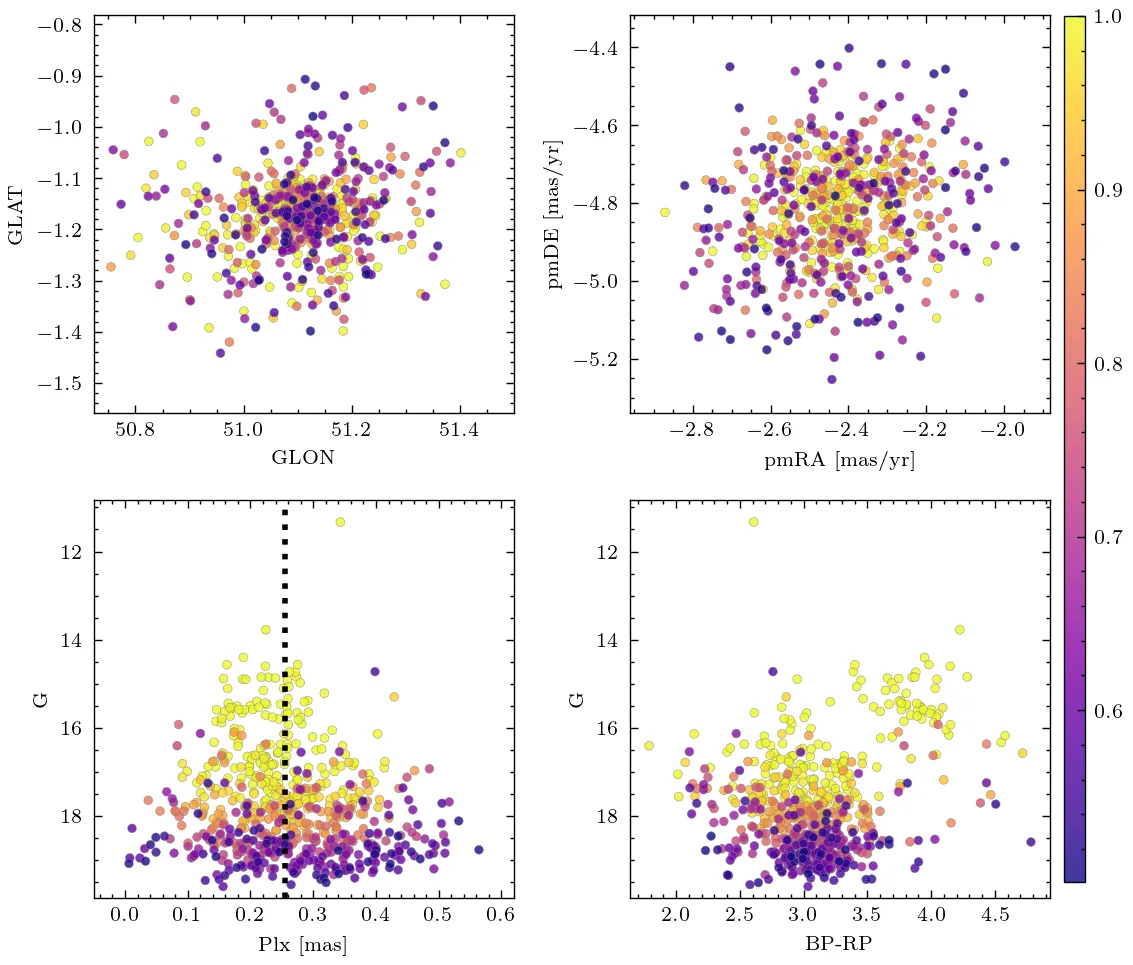 −0.8
−0.9
−1.0
−1.1
−1.2
−1.3
−1.4
−1.5
GLAT
50.8 51.0 51.2 51.4
GLON
−4.4
−4.6
−4.8
−5.0
−5.2
pmDE [mas/yr]
−2.8 −2.6 −2.4 −2.2 −2.0
pmRA [mas/yr]
12
14
16
18
G
0.0 0.1 0.2 0.3 0.4 0.5 0.6
Plx [mas]
12
14
16
18
G
2.0 2.5 3.0 3.5 4.0 4.5
BP-RP
1.0
0.9
0.8
0.7
0.6